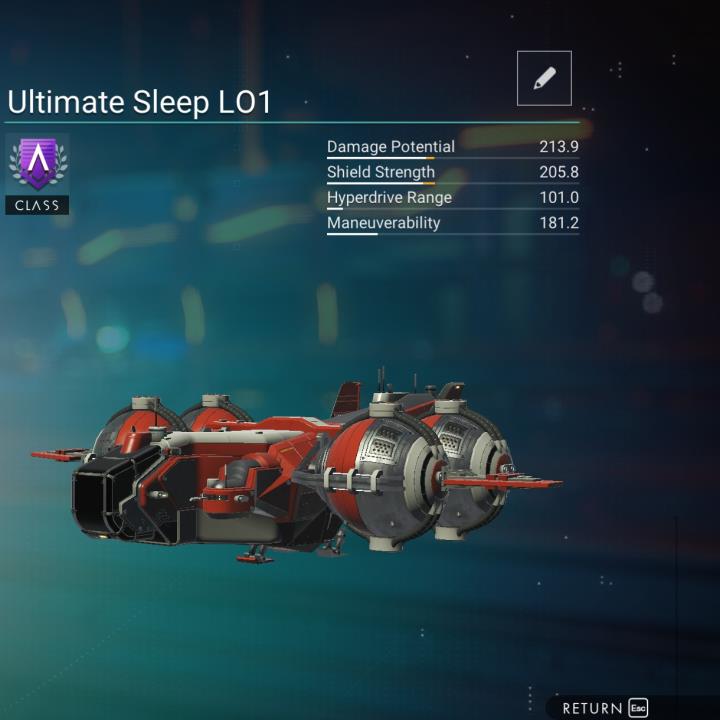 Ultimate Sleep LO1
CLASS
Damage Potential 213.9
Shield Strength 205.8
Hyperdrive Range 101.0
Maneuverability 181.2
RETURN Esc